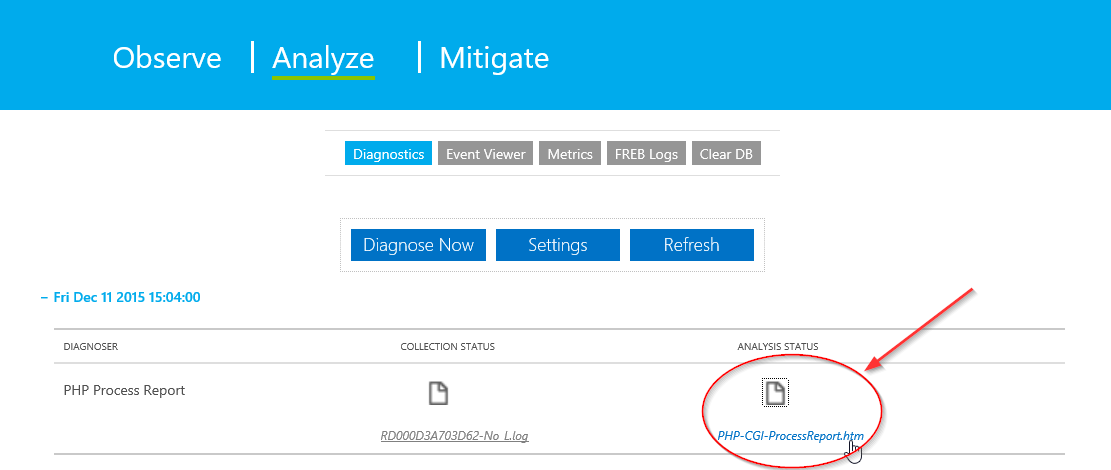 Observe | Analyze | Mitigate
Diagnostics Event Viewer Metrics FREB Logs Clear DB
Diagnose Now Settings Refresh
− Fri Dec 11 2015 15:04:00
DIAGNOSER COLLECTION STATUS ANALYSIS STATUS
PHP Process Report
RD000D3A703D62-No_L.log PHP-CGI-ProcessReport.htm